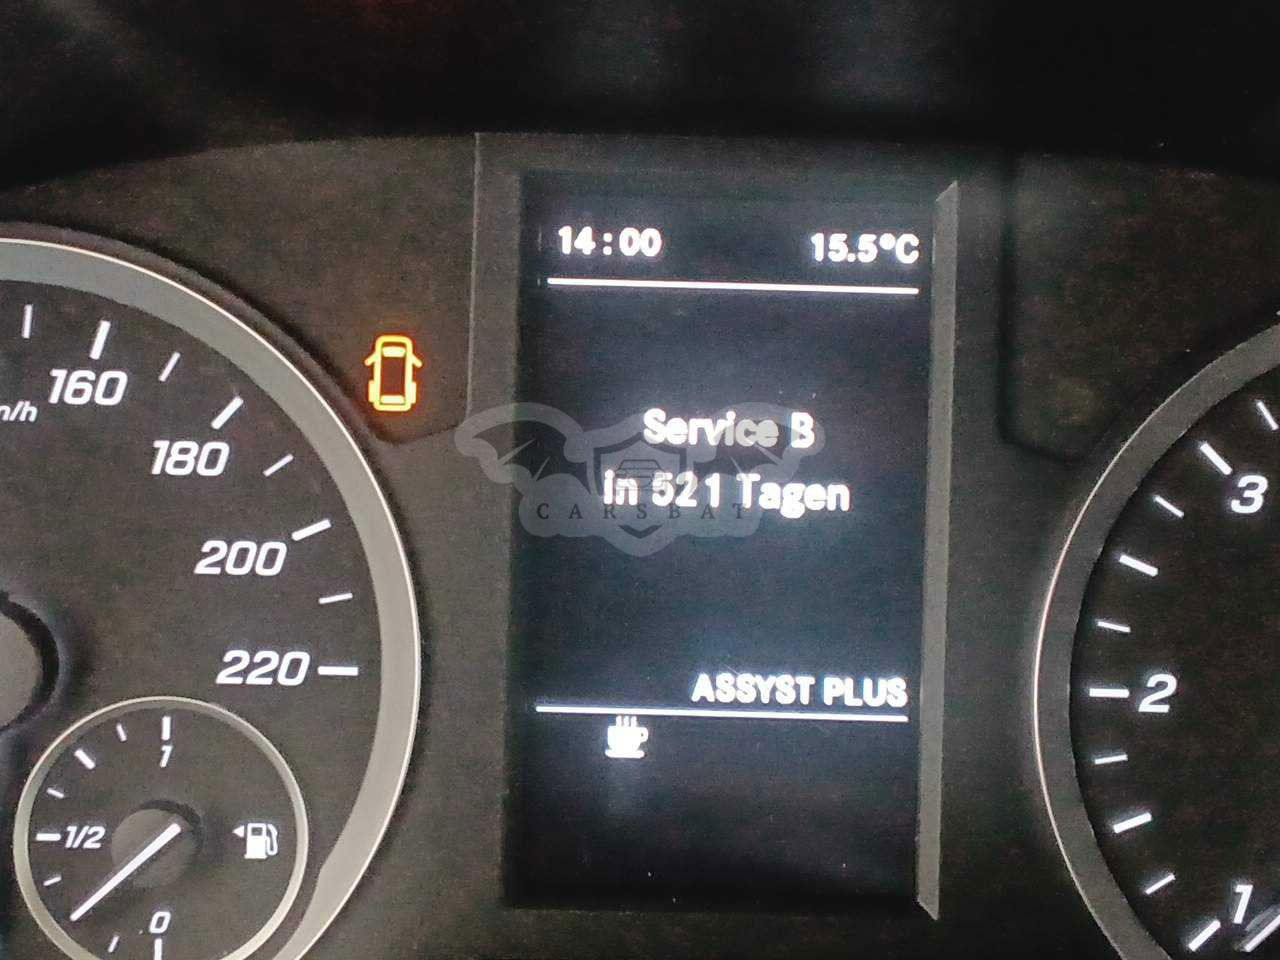 14:00 15.5°C
160
m/h
180
Service B
in 521 Tagen
CARSBAT
200
220
ASSYST PLUS
1
1/2
0
3
2
1